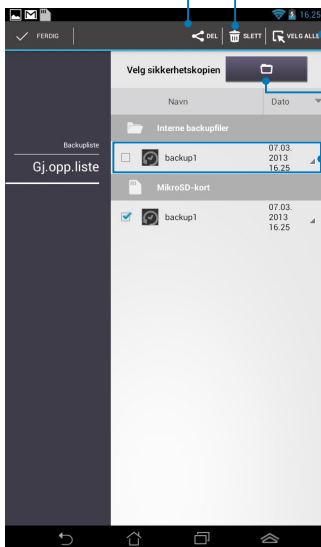 16.25
FERDIG
DEL
SLETT
VELG ALLE
Backupliste
Gj.opp.liste
Velg sikkerhetskopien
Navn
Dato
Interne backupfiler
backup1
07.03.
2013
16.25
MikroSD-kort
backup1
07.03.
2013
16.25